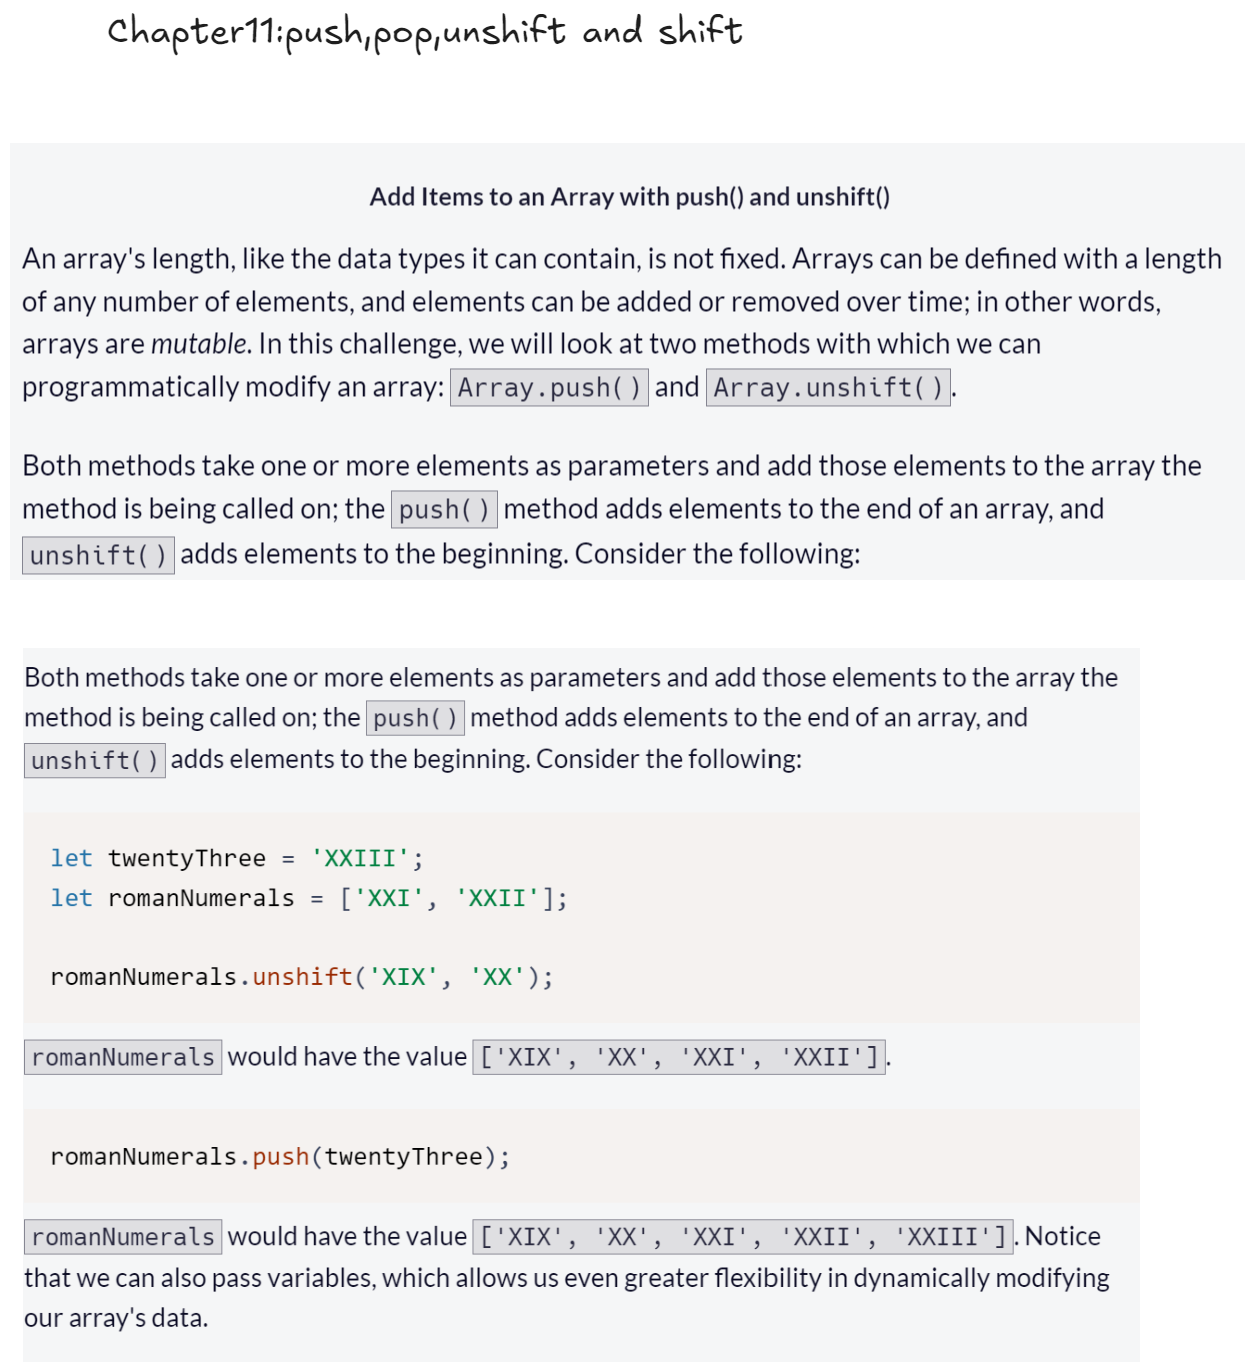 Chapter11:push,pop,unshift and shift
Add Items to an Array with push() and unshift()
An array's length, like the data types it can contain, is not fixed. Arrays can be defined with a length
of any number of elements, and elements can be added or removed over time; in other words,
arrays are mutable. In this challenge, we will look at two methods with which we can
programmatically modify an array: Array.push() and Array.unshift().
Both methods take one or more elements as parameters and add those elements to the array the
method is being called on; the push() method adds elements to the end of an array, and
unshift() adds elements to the beginning. Consider the following:
Both methods take one or more elements as parameters and add those elements to the array the
method is being called on; the push() method adds elements to the end of an array, and
unshift() adds elements to the beginning. Consider the following:
let twentyThree = 'XXIII';
let romanNumerals = ['XXI', 'XXII'];
romanNumerals.unshift('XIX', 'XX');
romanNumerals would have the value ['XIX', 'XX', 'XXI', 'XXII'].
romanNumerals.push(twentyThree);
romanNumerals would have the value ['XIX', 'XX', 'XXI', 'XXII', 'XXIII']. Notice
that we can also pass variables, which allows us even greater flexibility in dynamically modifying
our array's data.